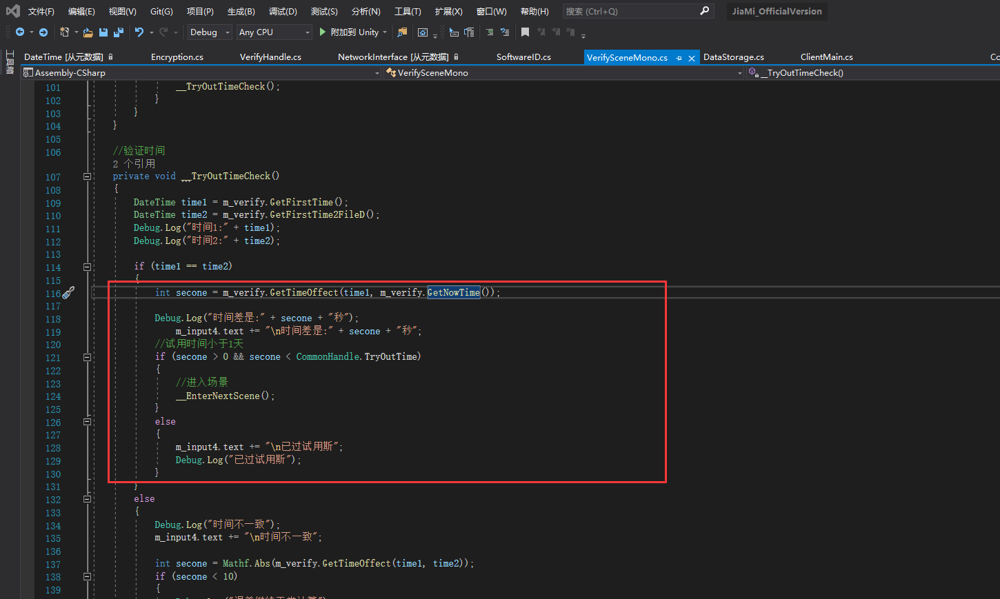 文件(F) 编辑(E) 视图(V) Git(G) 项目(P) 生成(B) 调试(D) 测试(S) 分析(N) 工具(T) 扩展(X) 窗口(W) 帮助(H) 搜索 (Ctrl+Q) JiaMi_OfficialVersion
Debug Any CPU 附加到 Unity
工具箱
DateTime [从元数据] Encryption.cs VerifyHandle.cs NetworkInterface [从元数据] SoftwareID.cs VerifySceneMono.cs DataStorage.cs ClientMain.cs Co
Assembly-CSharp VerifySceneMono __TryOutTimeCheck()
101 __TryOutTimeCheck();
102 }
103 }
104 }
105
106 //验证时间
2 个引用
107 private void __TryOutTimeCheck()
108 {
109 DateTime time1 = m_verify.GetFirstTime();
110 DateTime time2 = m_verify.GetFirstTime2FileD();
111 Debug.Log("时间1:" + time1);
112 Debug.Log("时间2:" + time2);
113
114 if (time1 == time2)
115 {
116 int secone = m_verify.GetTimeOffect(time1, m_verify.GetNowTime());
117
118 Debug.Log("时间差是:" + secone + "秒");
119 m_input4.text += "\n时间差是:" + secone + "秒";
120 //试用时间小于1天
121 if (secone > 0 && secone < CommonHandle.TryOutTime)
122 {
123 //进入场景
124 __EnterNextScene();
125 }
126 else
127 {
128 m_input4.text += "\n已过试用斯";
129 Debug.Log("已过试用斯");
130 }
131 }
132 else
133 {
134 Debug.Log("时间不一致");
135 m_input4.text += "\n时间不一致";
136
137 int secone = Mathf.Abs(m_verify.GetTimeOffect(time1, time2));
138 if (secone < 10)
139 {